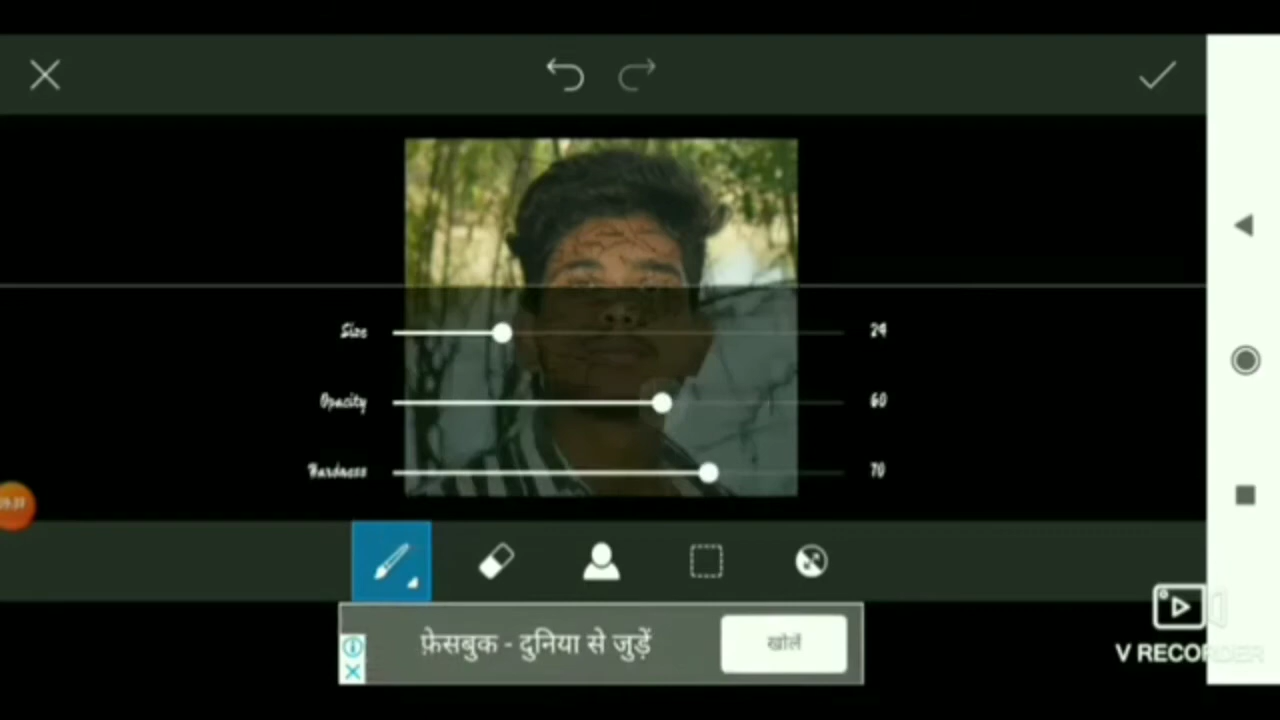 Size 24
Opacity 60
Hardness 70
फ़ेसबुक - दुनिया से जुड़ें
खोलें
V RECORDER